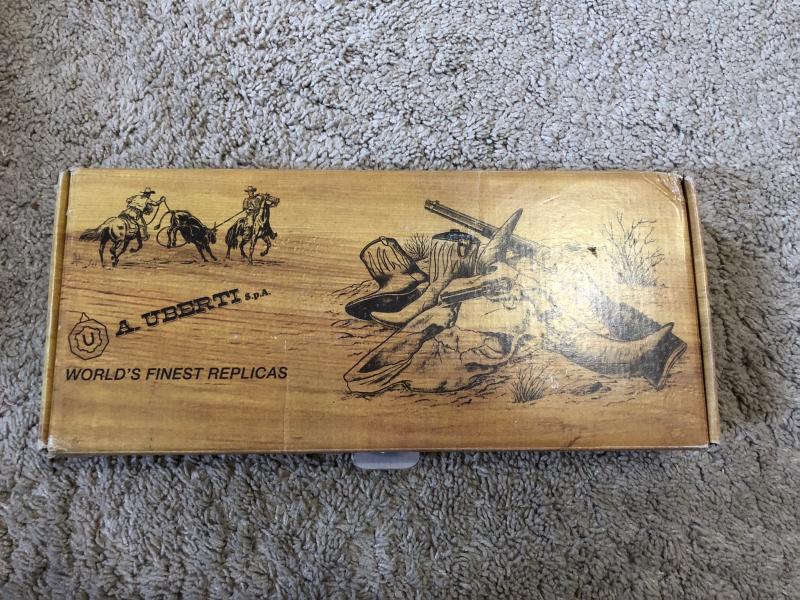 A. UBERTI S.p.A.
U
WORLD'S FINEST REPLICAS